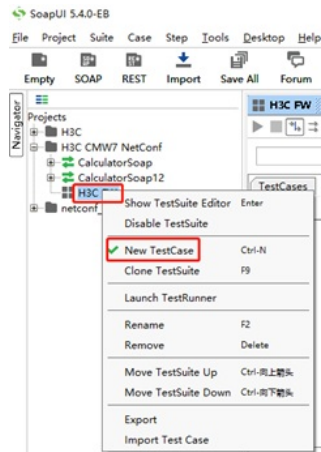 SoapUI 5.4.0-EB
File Project Suite Case Step Tools Desktop Help
Empty SOAP REST Import Save All Forum
Navigator
Projects
H3C
H3C CMW7 NetConf
CalculatorSoap
CalculatorSoap12
H3C
netconf_
H3C FW
TestCases
Show TestSuite Editor Enter
Disable TestSuite
New TestCase Ctrl-N
Clone TestSuite F9
Launch TestRunner
Rename F2
Remove Delete
Move TestSuite Up Ctrl-向上箭头
Move TestSuite Down Ctrl-向下箭头
Export
Import Test Case